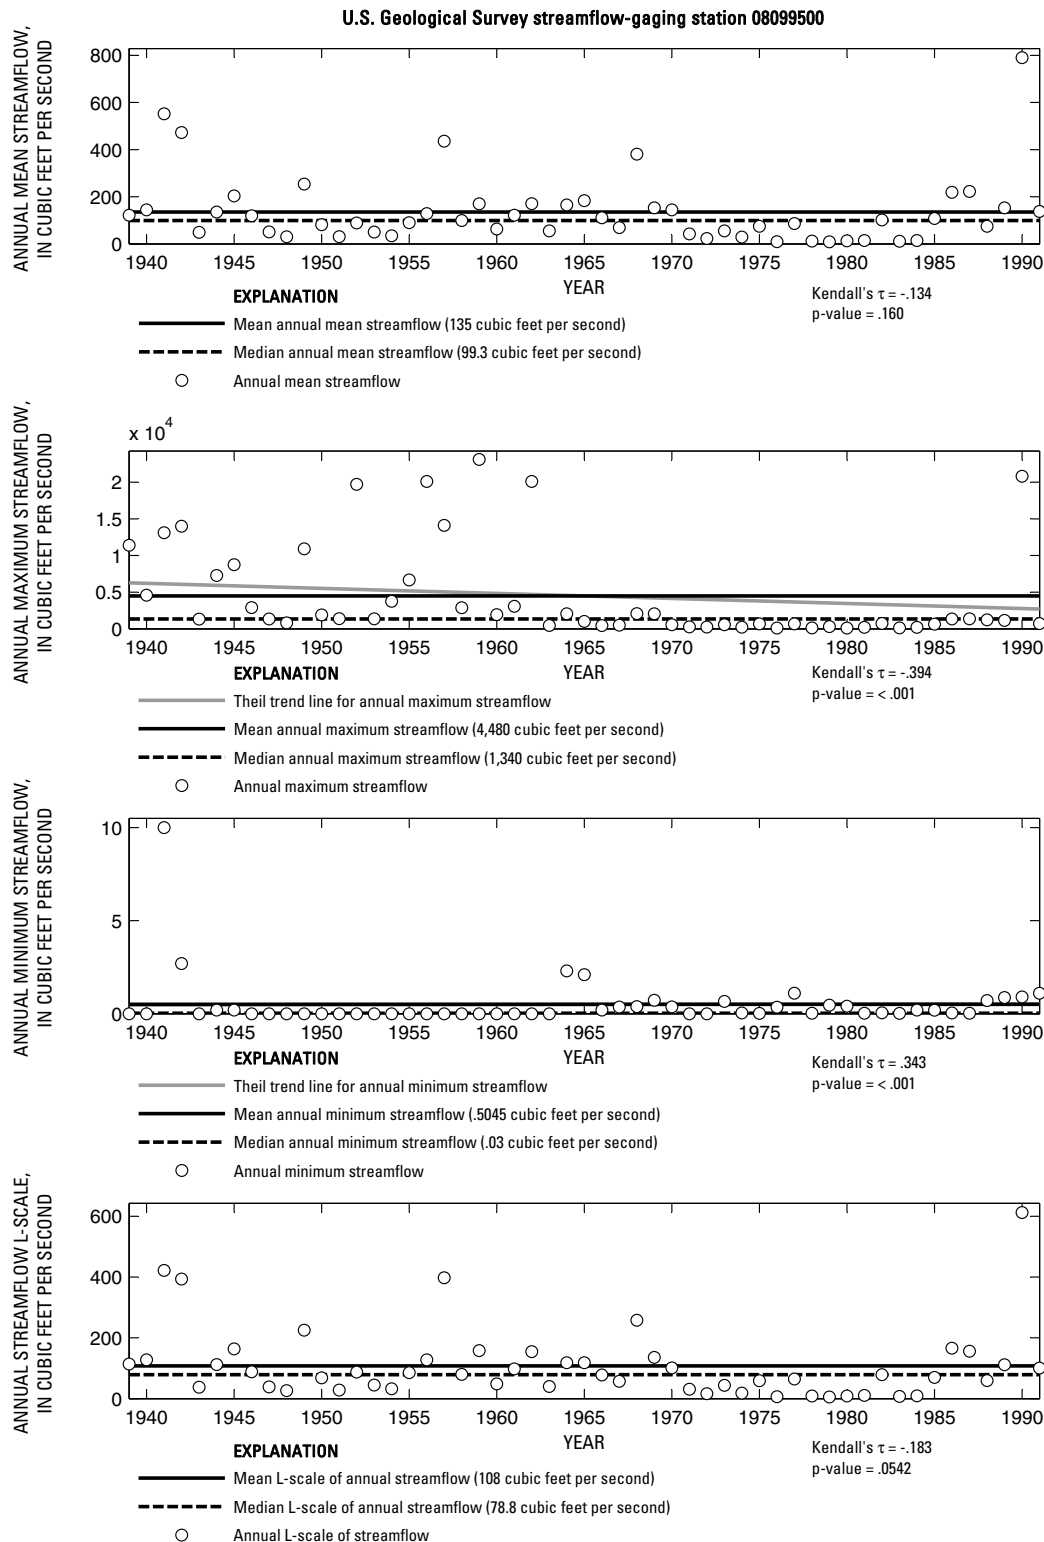 U.S. Geological Survey streamflow-gaging station 08099500
ANNUAL MEAN STREAMFLOW,
IN CUBIC FEET PER SECOND
800
600
400
200
0
1940 1945 1950 1955 1960 1965 1970 1975 1980 1985 1990
YEAR
Kendall's τ = -.134
p-value = .160
EXPLANATION
Mean annual mean streamflow (135 cubic feet per second)
Median annual mean streamflow (99.3 cubic feet per second)
Annual mean streamflow
ANNUAL MAXIMUM STREAMFLOW,
IN CUBIC FEET PER SECOND
x 10^4
2
1.5
1
0.5
0
1940 1945 1950 1955 1960 1965 1970 1975 1980 1985 1990
YEAR
Kendall's τ = -.394
p-value = < .001
EXPLANATION
Theil trend line for annual maximum streamflow
Mean annual maximum streamflow (4,480 cubic feet per second)
Median annual maximum streamflow (1,340 cubic feet per second)
Annual maximum streamflow
ANNUAL MINIMUM STREAMFLOW,
IN CUBIC FEET PER SECOND
10
5
0
1940 1945 1950 1955 1960 1965 1970 1975 1980 1985 1990
YEAR
Kendall's τ = .343
p-value = < .001
EXPLANATION
Theil trend line for annual minimum streamflow
Mean annual minimum streamflow (.5045 cubic feet per second)
Median annual minimum streamflow (.03 cubic feet per second)
Annual minimum streamflow
ANNUAL STREAMFLOW L-SCALE,
IN CUBIC FEET PER SECOND
600
400
200
0
1940 1945 1950 1955 1960 1965 1970 1975 1980 1985 1990
YEAR
Kendall's τ = -.183
p-value = .0542
EXPLANATION
Mean L-scale of annual streamflow (108 cubic feet per second)
Median L-scale of annual streamflow (78.8 cubic feet per second)
Annual L-scale of streamflow